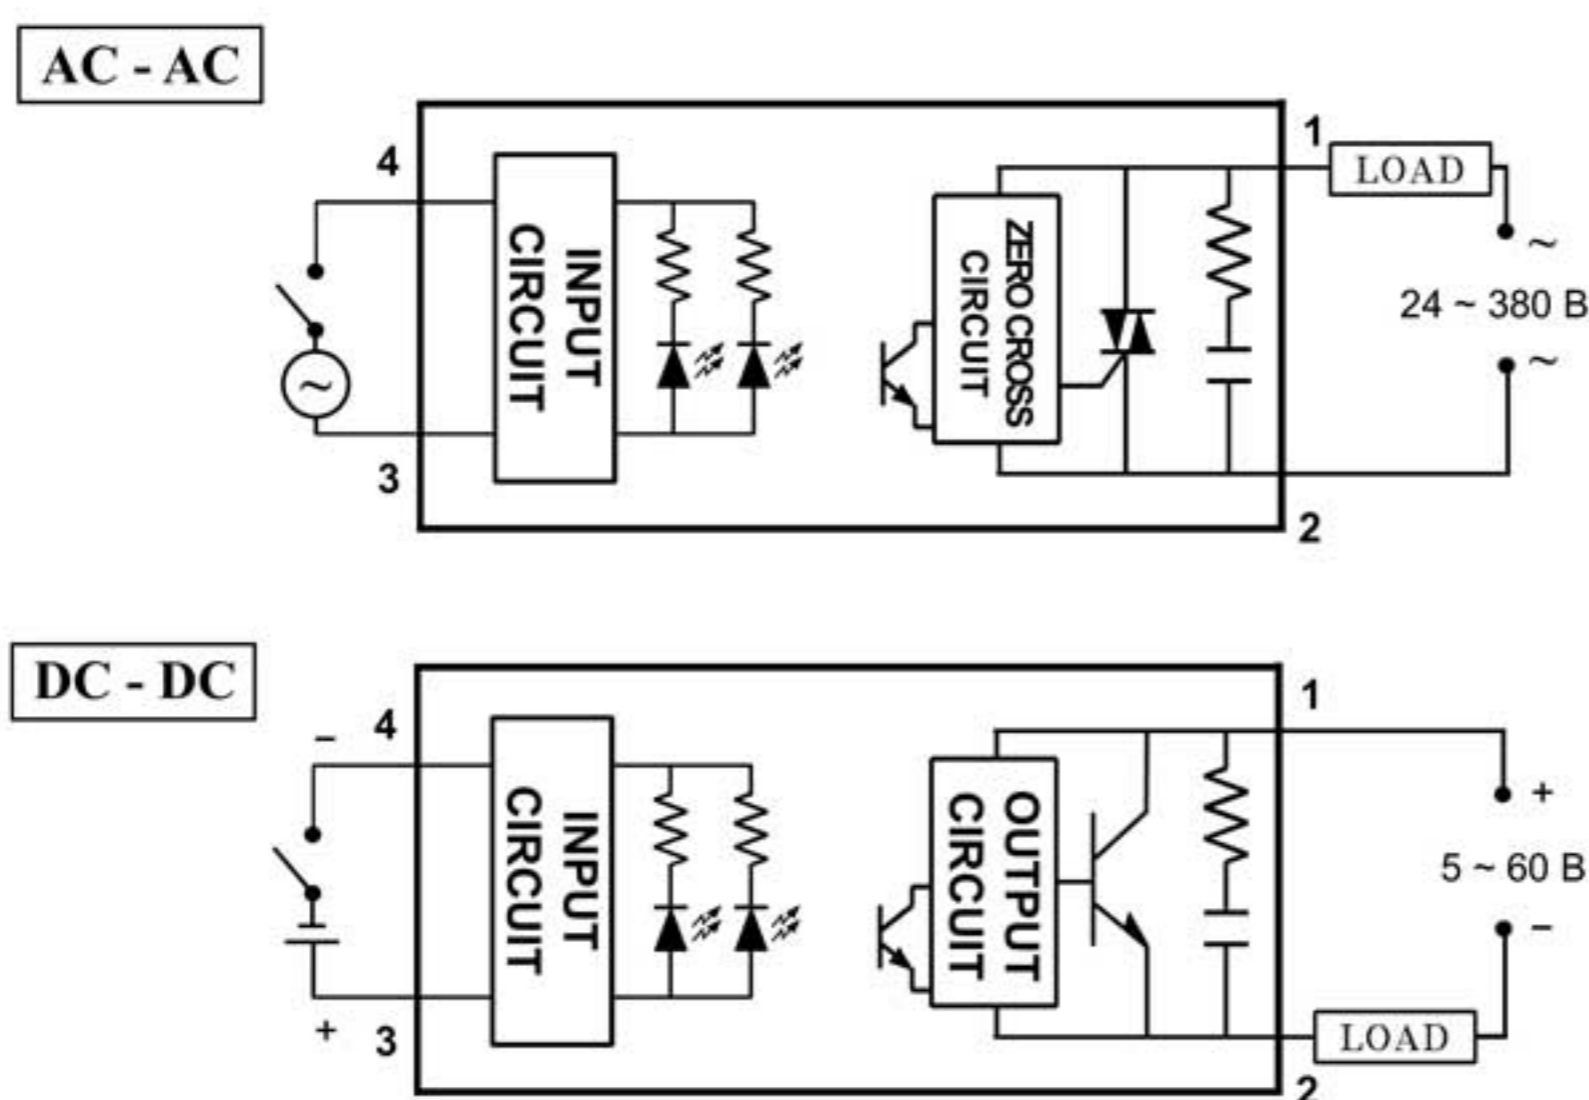 AC - AC
4
3
INPUT
CIRCUIT
ZERO CROSS
CIRCUIT
1
LOAD
~
24 ~ 380 В
~
2
~
DC - DC
−
4
+
3
INPUT
CIRCUIT
OUTPUT
CIRCUIT
1
+
5 ~ 60 В
−
LOAD
2